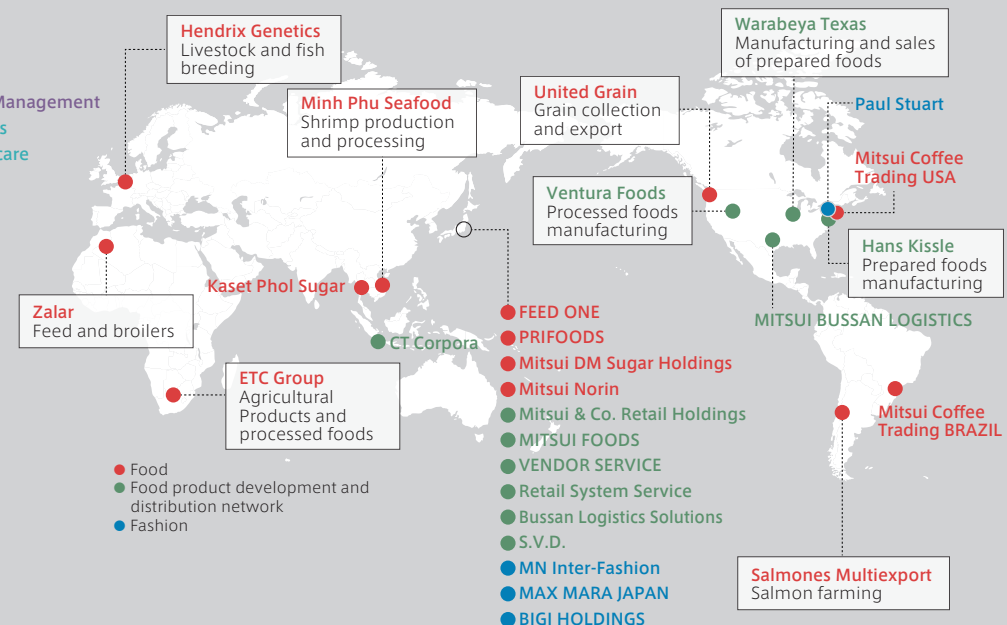 Hendrix Genetics
Livestock and fish
breeding
Management
s
care
Minh Phu Seafood
Shrimp production
and processing
United Grain
Grain collection
and export
Warabeya Texas
Manufacturing and sales
of prepared foods
Paul Stuart
Mitsui Coffee
Trading USA
Ventura Foods
Processed foods
manufacturing
Hans Kissle
Prepared foods
manufacturing
Kaset Phol Sugar
Zalar
Feed and broilers
CT Corpora
MITSUI BUSSAN LOGISTICS
ETC Group
Agricultural
Products and
processed foods
FEED ONE
PRIFOODS
Mitsui DM Sugar Holdings
Mitsui Norin
Mitsui & Co. Retail Holdings
MITSUI FOODS
VENDOR SERVICE
Retail System Service
Bussan Logistics Solutions
S.V.D.
MN Inter-Fashion
MAX MARA JAPAN
BIGI HOLDINGS
Mitsui Coffee
Trading BRAZIL
Food
Food product development and
distribution network
Fashion
Salmones Multiexport
Salmon farming